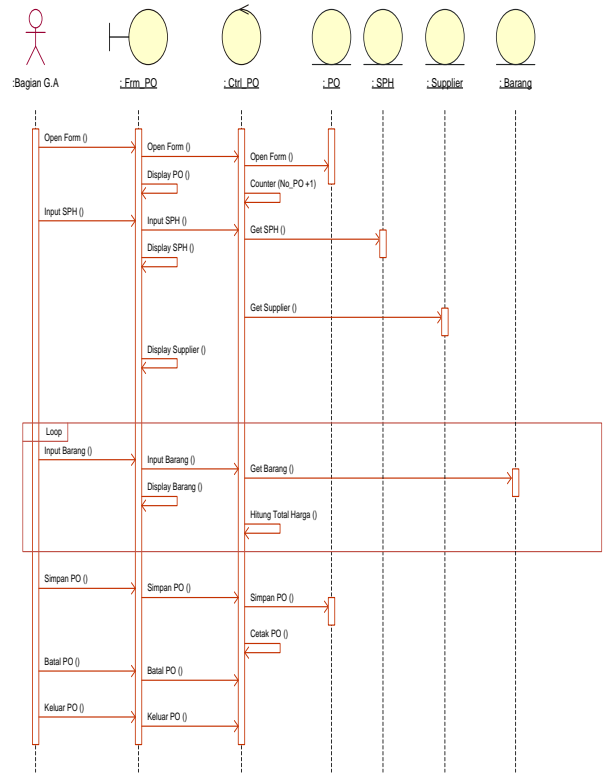 :Bagian G.A
: Frm_PO
: Ctrl_PO
: PO
: SPH
: Supplier
: Barang
Open Form ()
Open Form ()
Open Form ()
Display PO ()
Counter (No_PO +1)
Input SPH ()
Input SPH ()
Get SPH ()
Display SPH ()
Get Supplier ()
Display Supplier ()
Loop
Input Barang ()
Input Barang ()
Get Barang ()
Display Barang ()
Hitung Total Harga ()
Simpan PO ()
Simpan PO ()
Simpan PO ()
Cetak PO ()
Batal PO ()
Batal PO ()
Keluar PO ()
Keluar PO ()